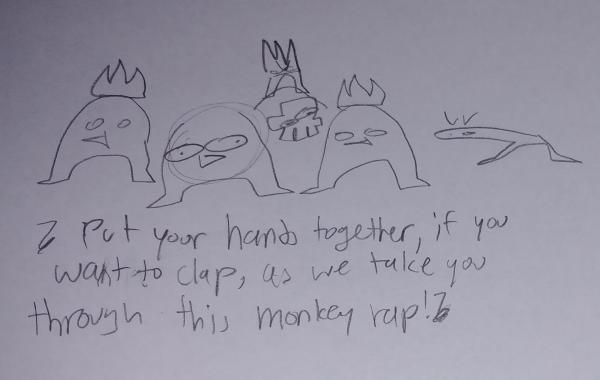 Put your hands together, if you
want to clap, as we take you
through this monkey rap!